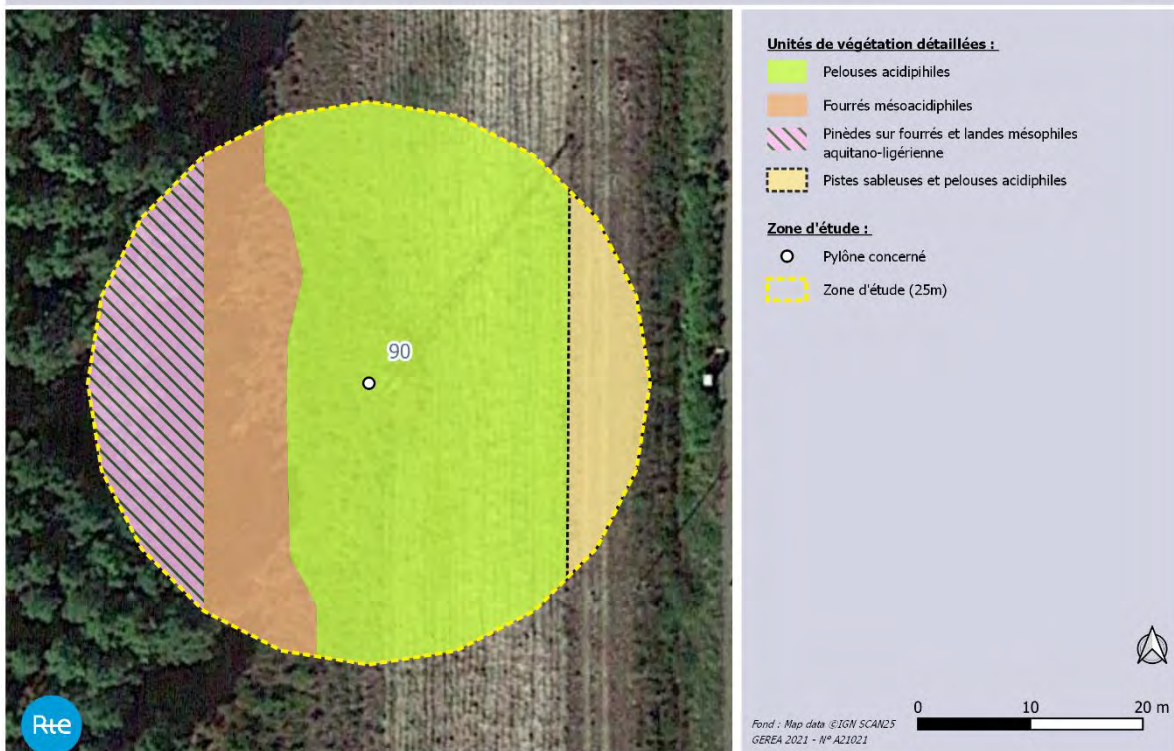 90
Rte
Unités de végétation détaillées :
Pelouses acidipihiles
Fourrés mésoacidiphiles
Pinèdes sur fourrés et landes mésophiles
aquitano-ligérienne
Pistes sableuses et pelouses acidiphiles
Zone d'étude :
Pylône concerné
Zone d'étude (25m)
0 10 20 m
Fond : Map data ©IGN SCAN25
GEREA 2021 - N° A21021